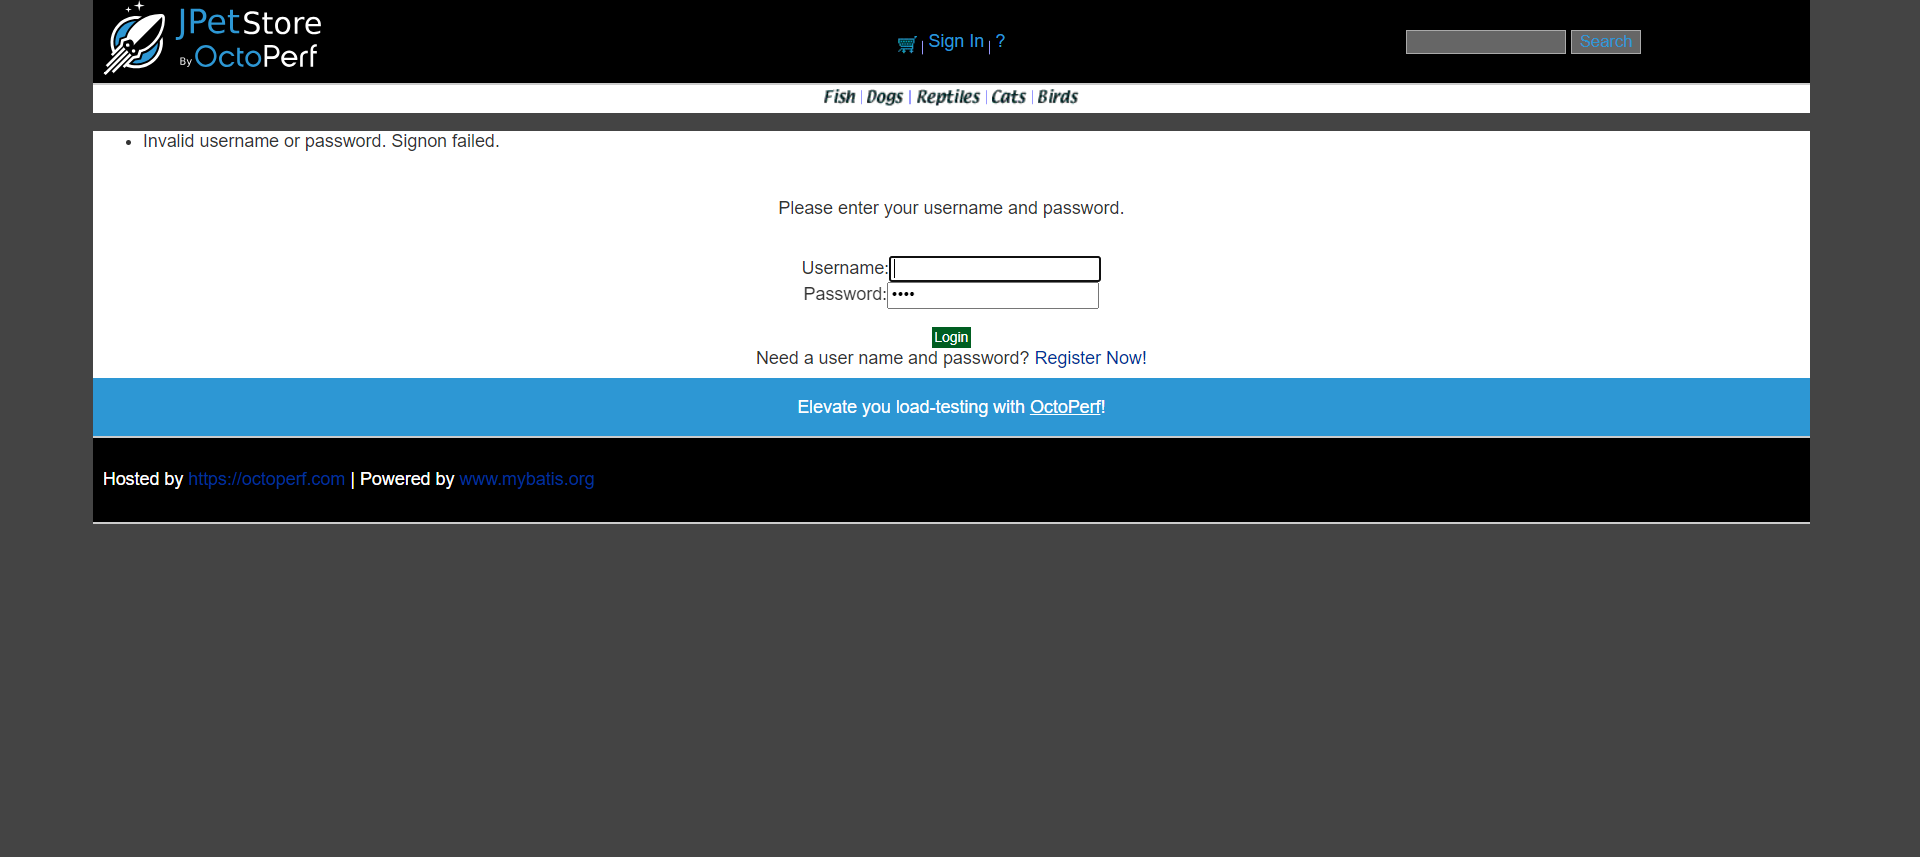 JPetStore
By OctoPerf
Sign In | ?
Search
Fish | Dogs | Reptiles | Cats | Birds
• Invalid username or password. Signon failed.
Please enter your username and password.
Username:
Password:••••
Login
Need a user name and password? Register Now!
Elevate you load-testing with OctoPerf!
Hosted by https://octoperf.com | Powered by www.mybatis.org